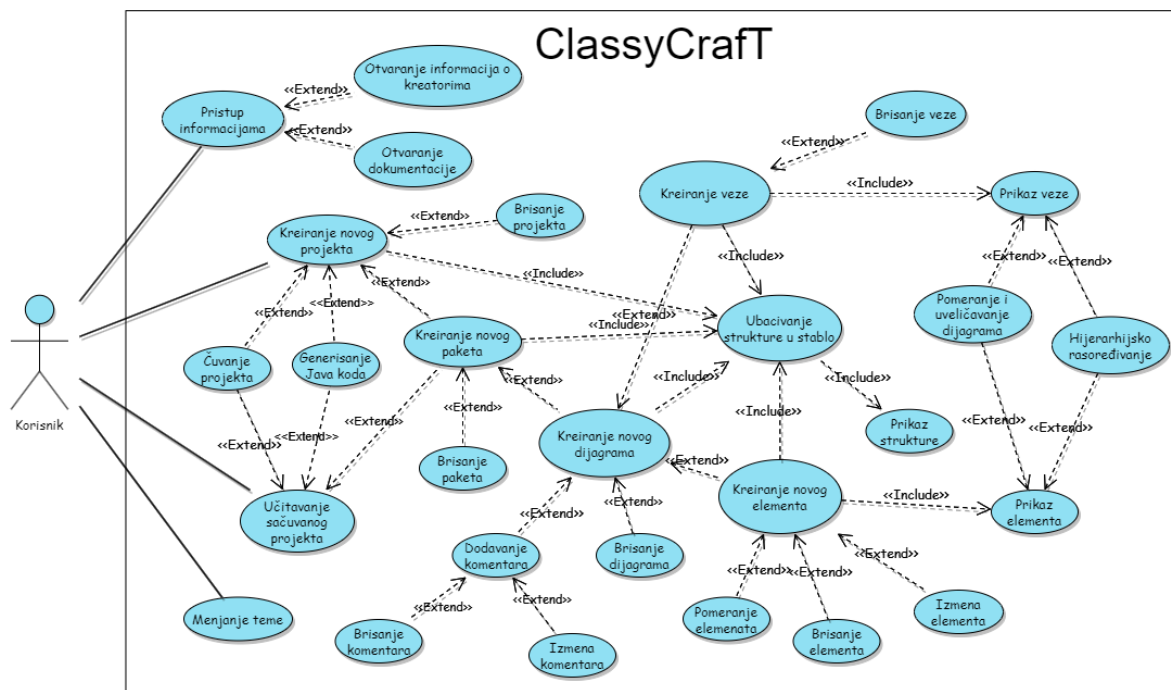 ClassyCrafT
Otvaranje informacija o
kreatorima
<<Extend>>
Pristup
informacijama
<<Extend>>
Otvaranje
dokumentacije
Brisanje veze
<<Extend>>
Kreiranje veze
<<Include>>
Prikaz veze
Brisanje
projekta
<<Extend>>
Kreiranje novog
projekta
<<Extend>>
<<Include>>
<<Include>>
<<Extend>>
<<Extend>>
Pomeranje i
uveličavanje
dijagrama
Hijerarhijsko
rasoređivanje
<<Extend>>
<<Extend>>
<<Extend>>
<<Include>>
Kreiranje novog
paketa
Ubacivanje
strukture u stablo
Čuvanje
projekta
Generisanje
Java koda
<<Extend>>
<<Include>>
<<Include>>
Korisnik
<<Extend>>
<<Extend>>
<<Extend>>
<<Extend>>
<<Include>>
Prikaz
strukture
<<Extend>>
<<Extend>>
Kreiranje novog
dijagrama
Brisanje
paketa
<<Extend>>
Kreiranje novog
elementa
<<Include>>
Prikaz
elementa
Učitavanje
sačuvanog
projekta
<<Extend>>
<<Extend>>
Dodavanje
komentara
Brisanje
dijagrama
<<Extend>>
<<Extend>>
<<Extend>>
<<Extend>>
<<Extend>>
Menjanje teme
Brisanje
komentara
Izmena
komentara
Pomeranje
elemenata
Brisanje
elementa
Izmena
elementa